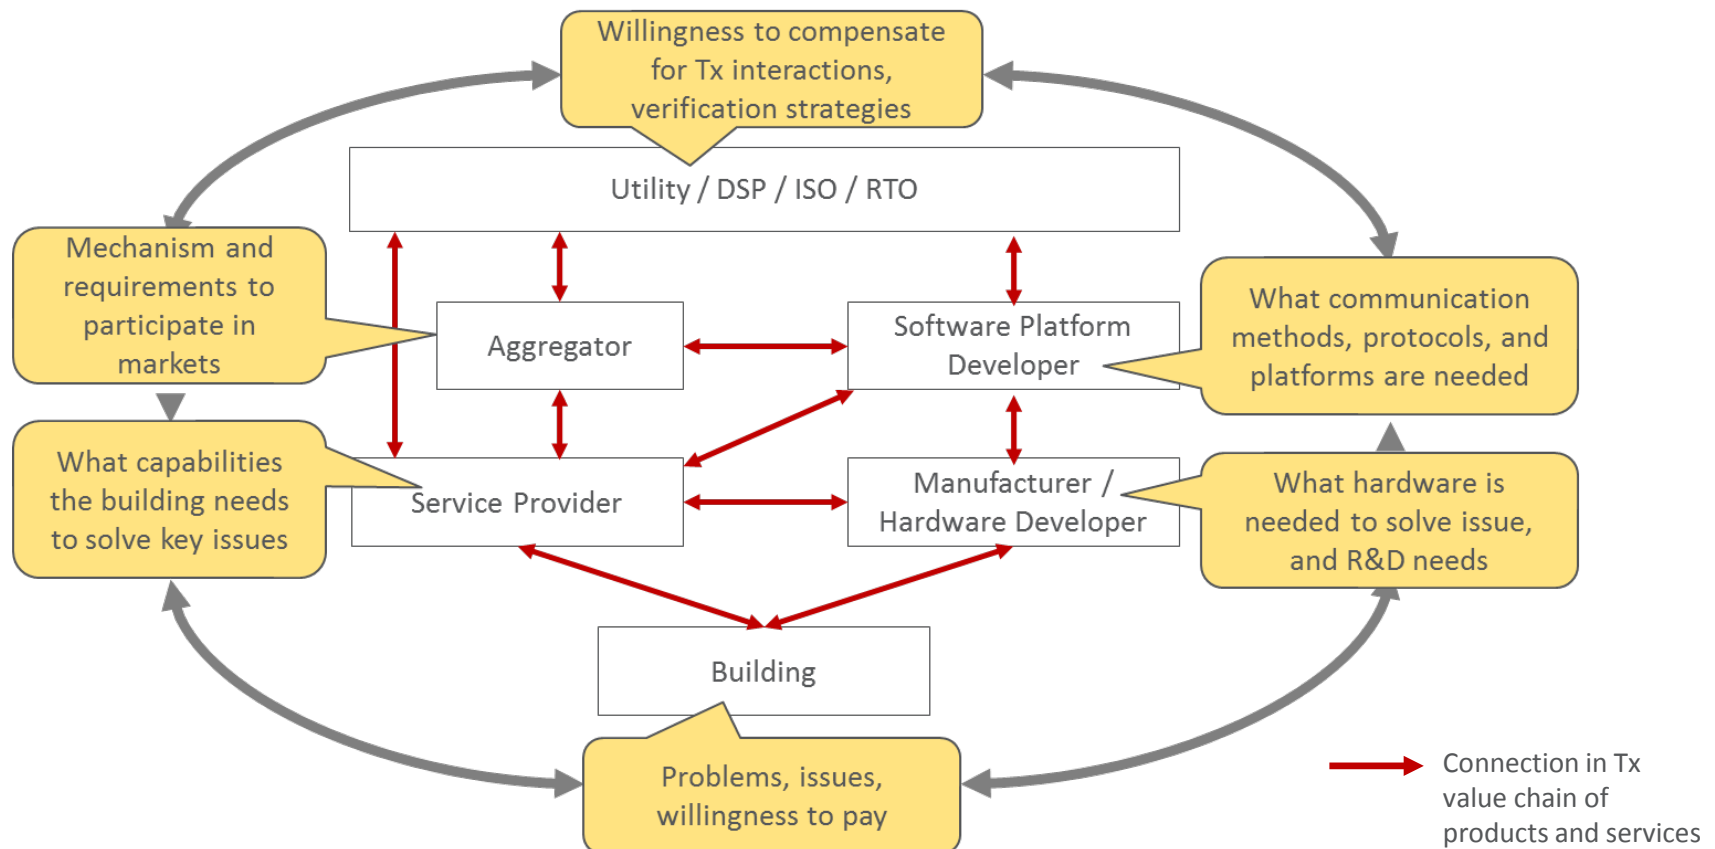 Willingness to compensate
for Tx interactions,
verification strategies
Utility / DSP / ISO / RTO
Mechanism and
requirements to
participate in
markets
Aggregator
Software Platform
Developer
What communication
methods, protocols, and
platforms are needed
What capabilities
the building needs
to solve key issues
Service Provider
Manufacturer /
Hardware Developer
What hardware is
needed to solve issue,
and R&D needs
Building
Problems, issues,
willingness to pay
Connection in Tx
value chain of
products and services